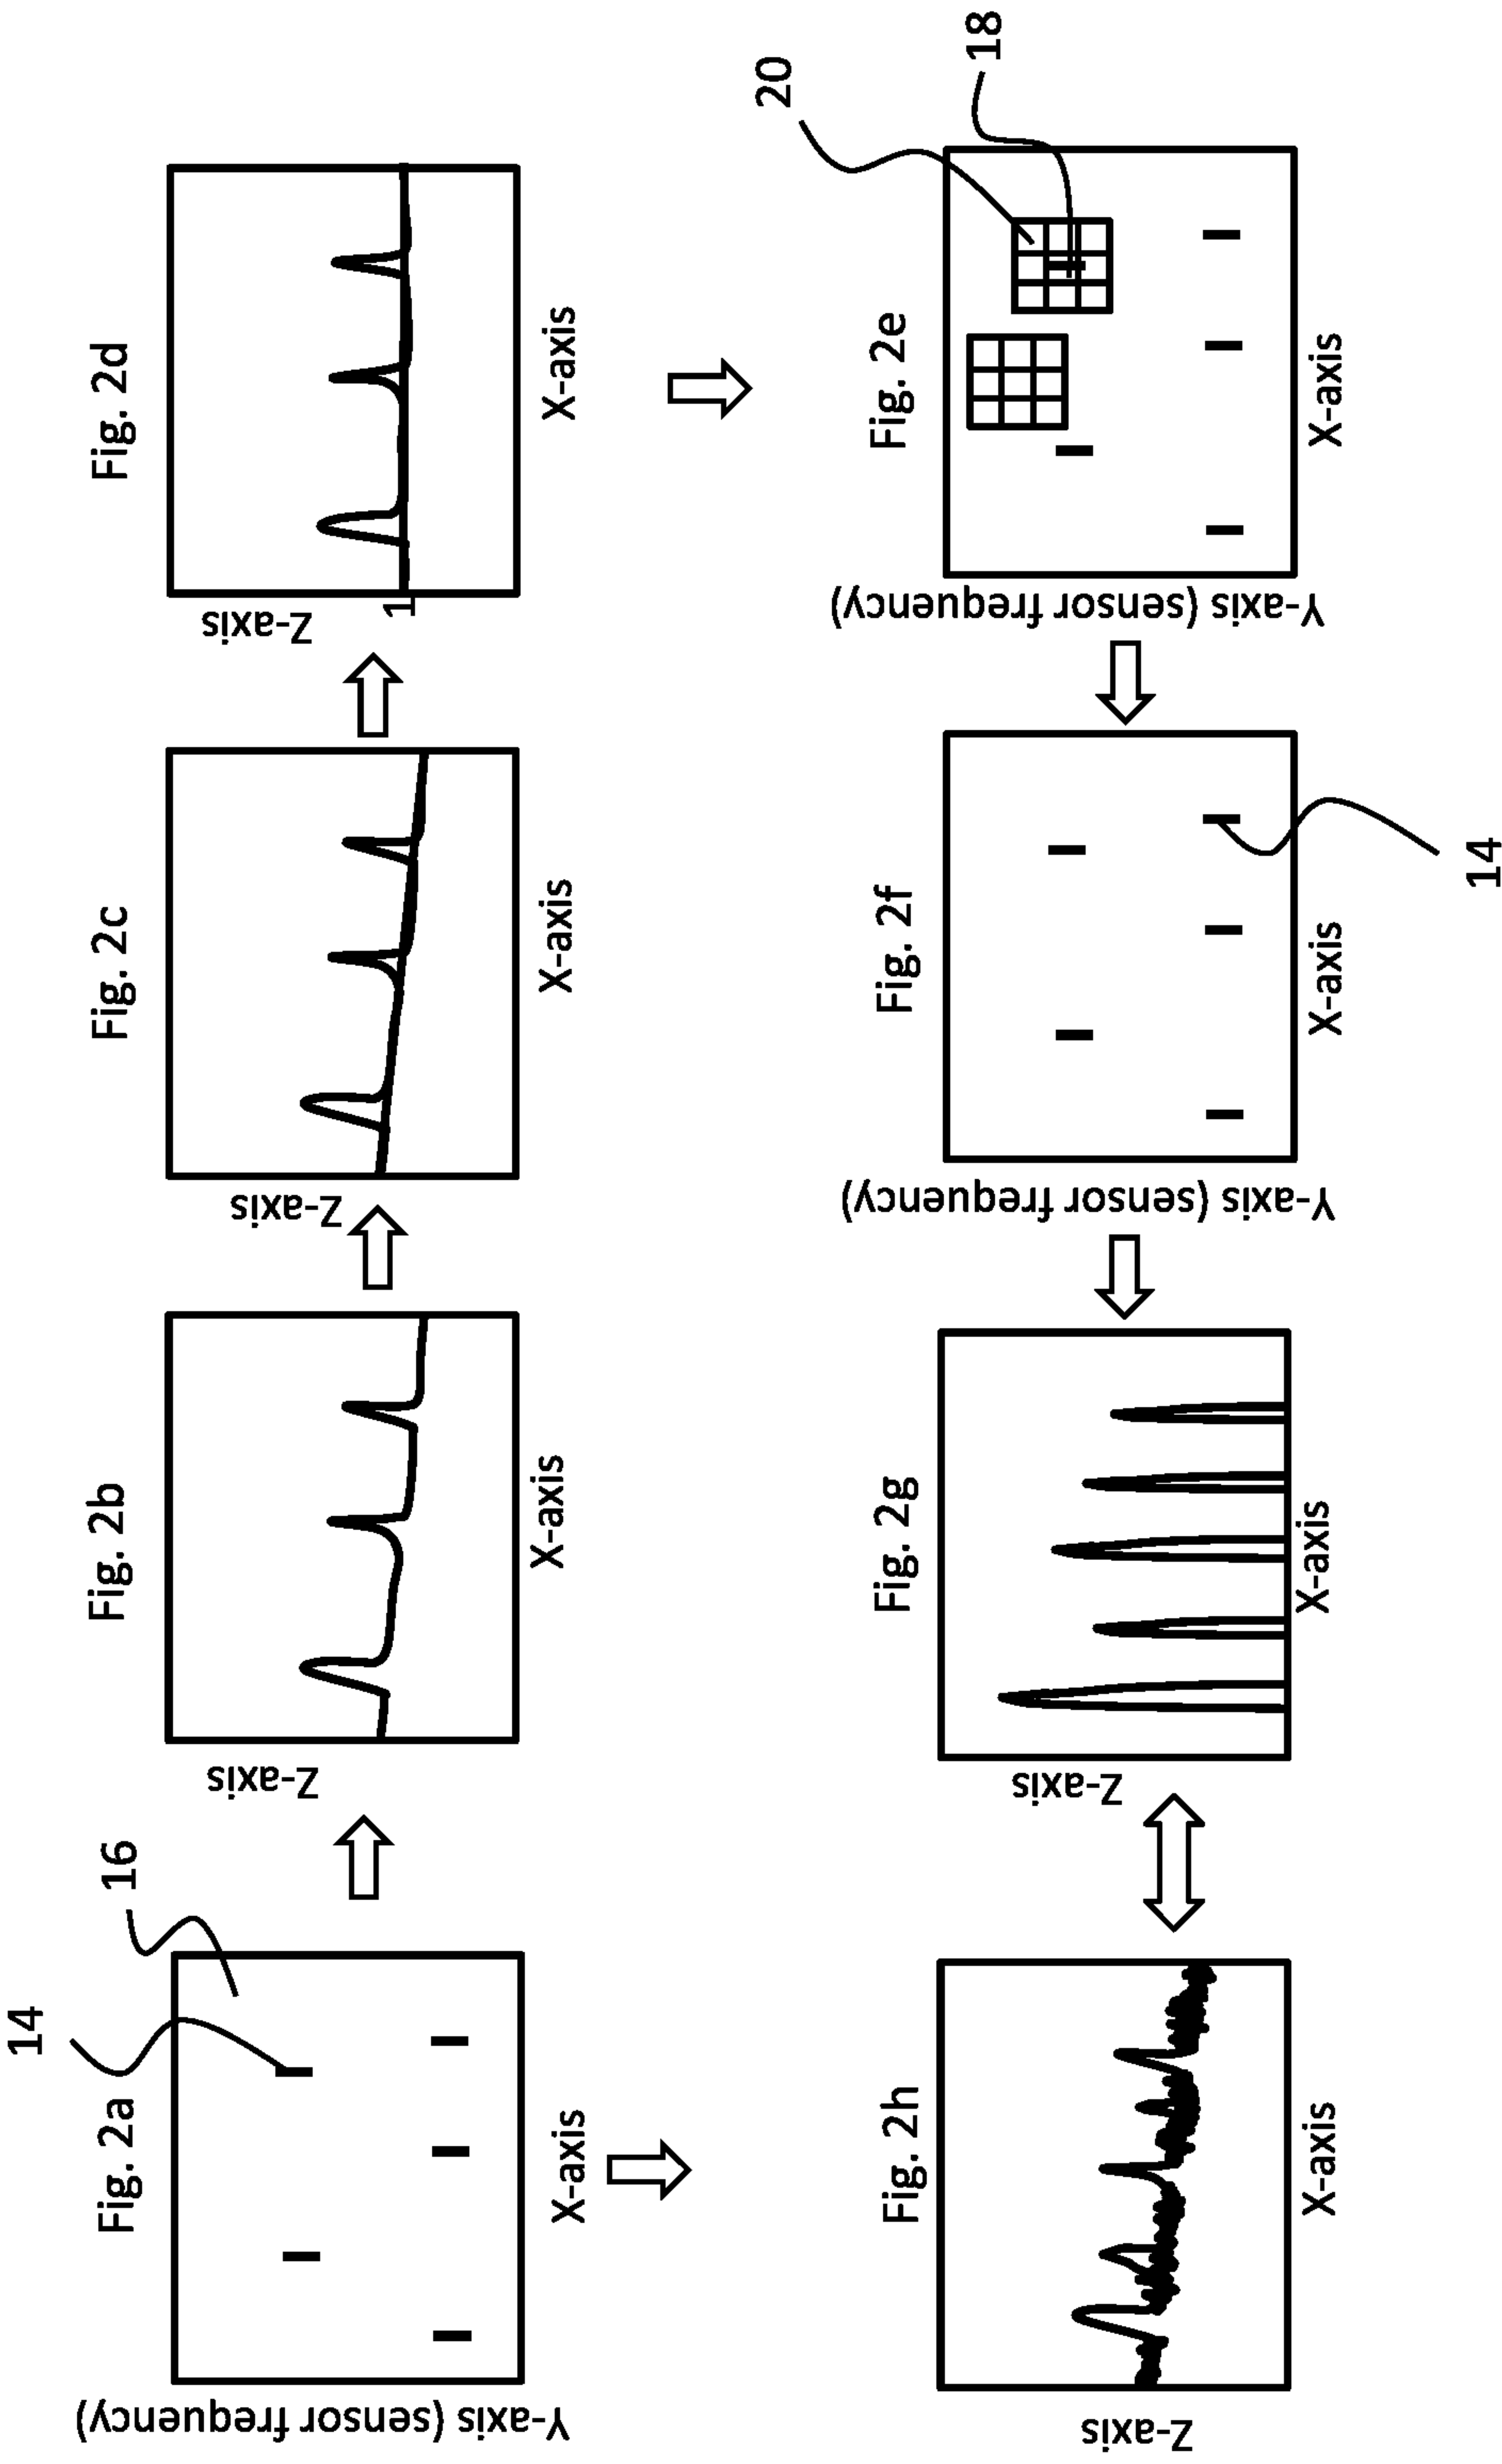 Fig. 2a
14
16
Y-axis (sensor frequency)
X-axis
Fig. 2b
Z-axis
X-axis
Fig. 2c
Z-axis
X-axis
Fig. 2d
Z-axis
1
X-axis
Fig. 2h
Z-axis
X-axis
Fig. 2g
Z-axis
X-axis
Fig. 2f
Y-axis (sensor frequency)
X-axis
14
Fig. 2e
20
18
Y-axis (sensor frequency)
X-axis